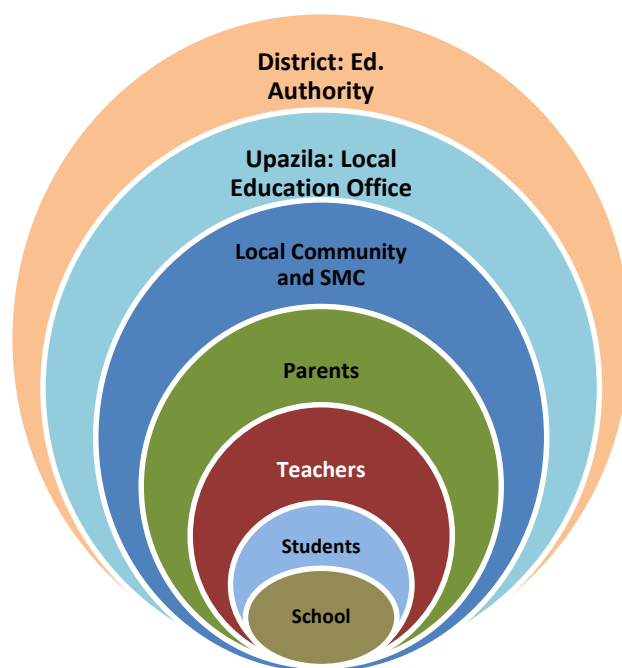 District: Ed.
Authority
Upazila: Local
Education Office
Local Community
and SMC
Parents
Teachers
Students
School